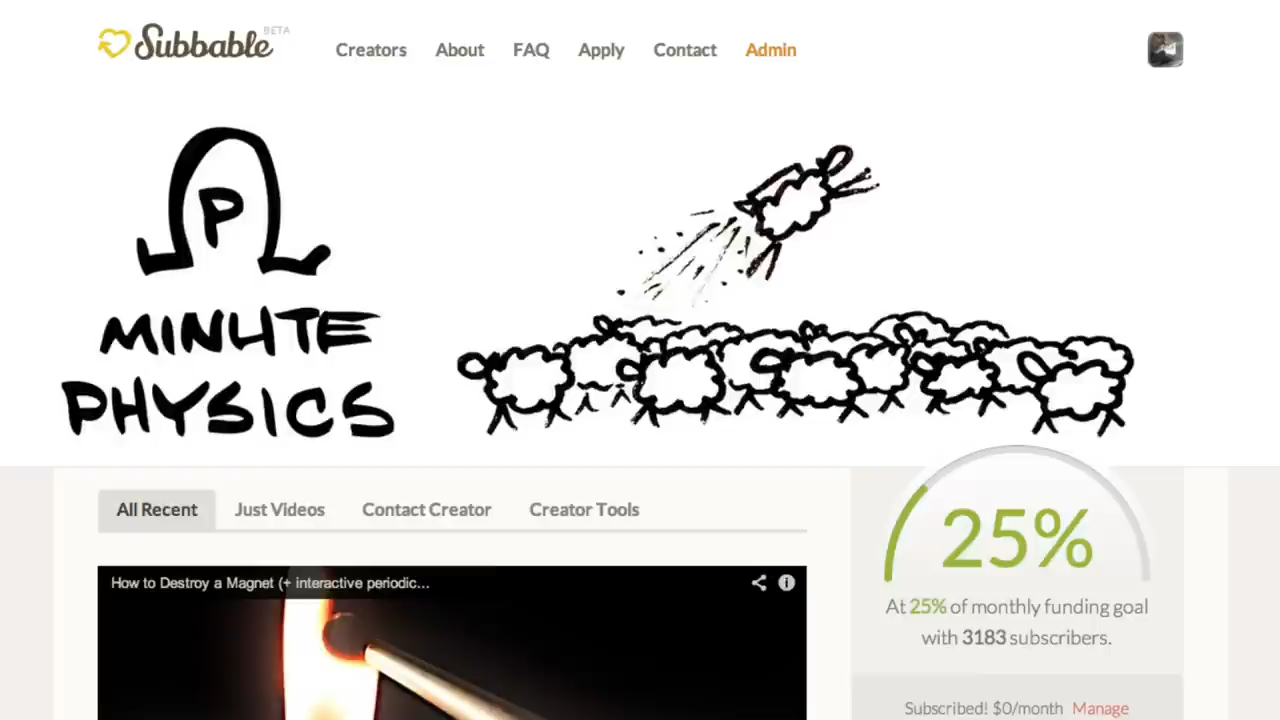 Subbable BETA
Creators About FAQ Apply Contact Admin
P
MINUTE
PHYSICS
All Recent Just Videos Contact Creator Creator Tools
How to Destroy a Magnet (+ interactive periodic...
25%
At 25% of monthly funding goal
with 3183 subscribers.
Subscribed! $0/month Manage